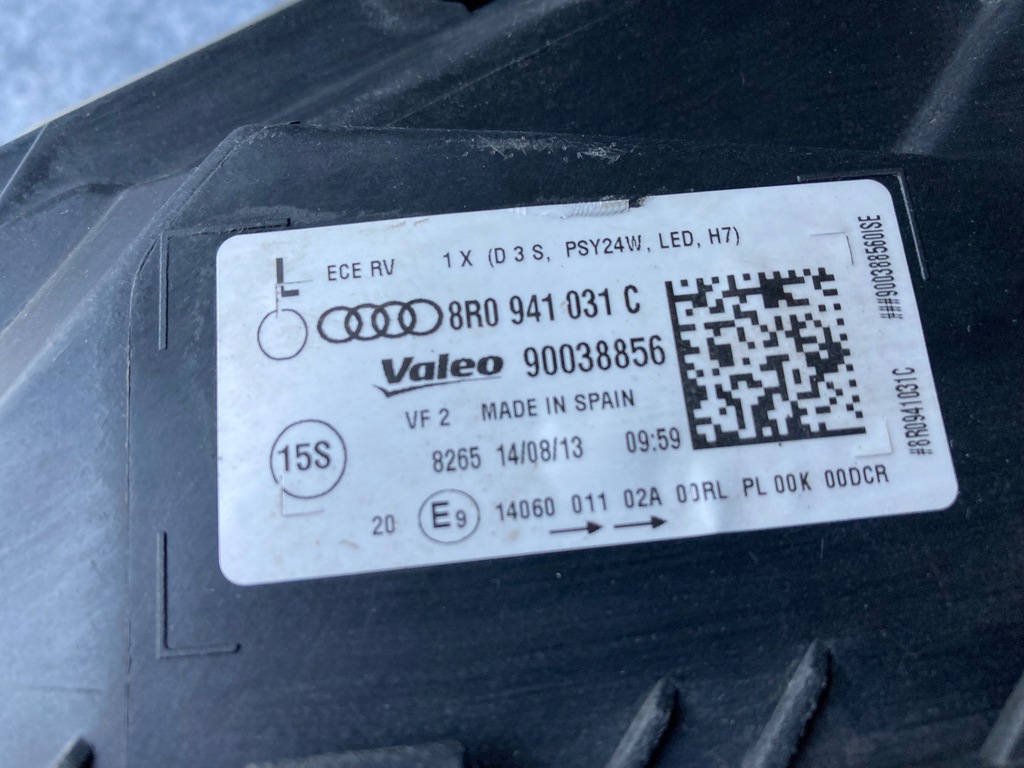 L ECE RV 1 X (D 3 S, PSY24W, LED, H7)
8R0 941 031 C
Valeo 90038856
VF 2 MADE IN SPAIN
15S
8265 14/08/13 09:59
20 E9 14060 011 02A 00RL PL 00K 00DCR
#8R0941031C
###90038856ISE